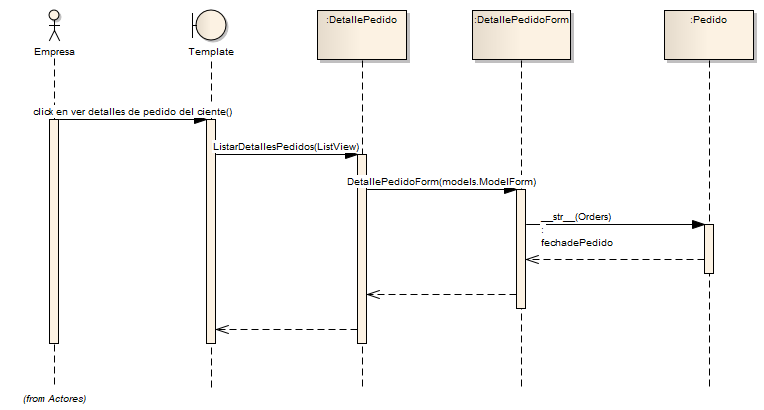 :DetallePedido
:DetallePedidoForm
:Pedido
Empresa
Template
click en ver detalles de pedido del ciente()
ListarDetallesPedidos(ListView)
DetallePedidoForm(models.ModelForm)
__str__(Orders)
:
fechadePedido
(from Actores)